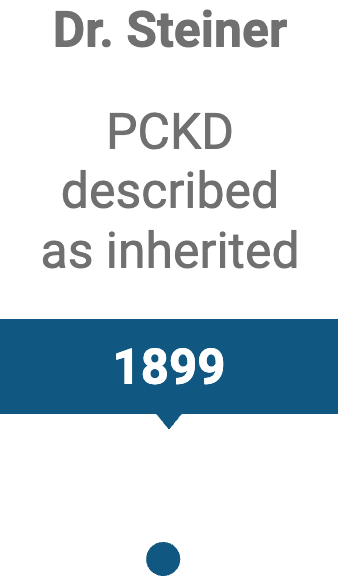 Dr. Steiner
PCKD
described
as inherited
1899